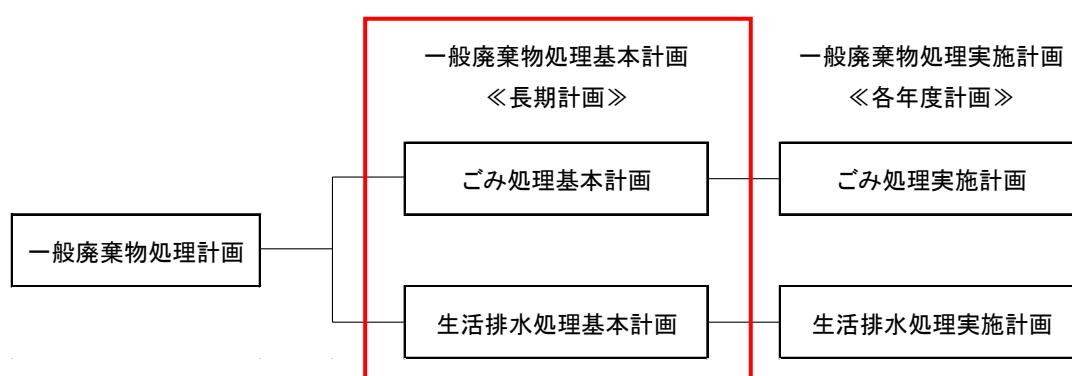 一般廃棄物処理基本計画
≪長期計画≫
一般廃棄物処理実施計画
≪各年度計画≫
ごみ処理基本計画
ごみ処理実施計画
一般廃棄物処理計画
生活排水処理基本計画
生活排水処理実施計画